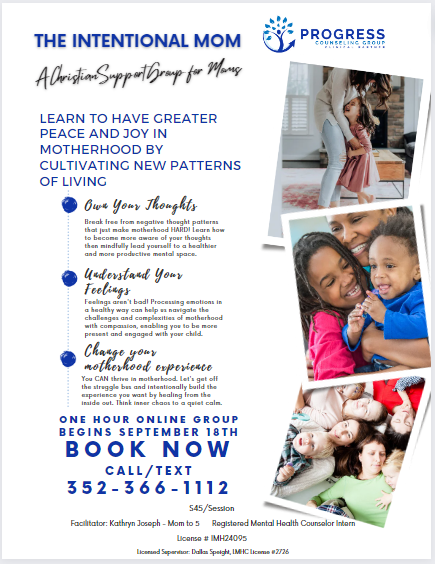 THE INTENTIONAL MOM
A Christian Support Group for Moms
PROGRESS
COUNSELING GROUP
LEARN TO HAVE GREATER
PEACE AND JOY IN
MOTHERHOOD BY
CULTIVATING NEW PATTERNS
OF LIVING
Own Your Thoughts
Break free from negative thought patterns
that just make motherhood HARD! Learn how
to become more aware of your thoughts
then mindfully lead yourself to a healthier
and more productive mental space.
Understand Your
Feelings
Feelings aren't bad! Processing emotions in
a healthy way can help us navigate the
challenges and complexities of motherhood
with compassion, enabling you to be more
present and engaged with your child.
Change your
motherhood experience
You CAN thrive in motherhood. Let's get off
the struggle bus and intentionally build the
experience you want by healing from the
inside out. Think inner chaos to a quiet calm.
ONE HOUR ONLINE GROUP
BEGINS SEPTEMBER 18TH
BOOK NOW
CALL/TEXT
352-366-1112
$45/Session
Facilitator: Kathryn Joseph - Mom to 5 Registered Mental Health Counselor Intern
License # IMH24095
Licensed Supervisor: Dallas Speight, LMHC License #2726